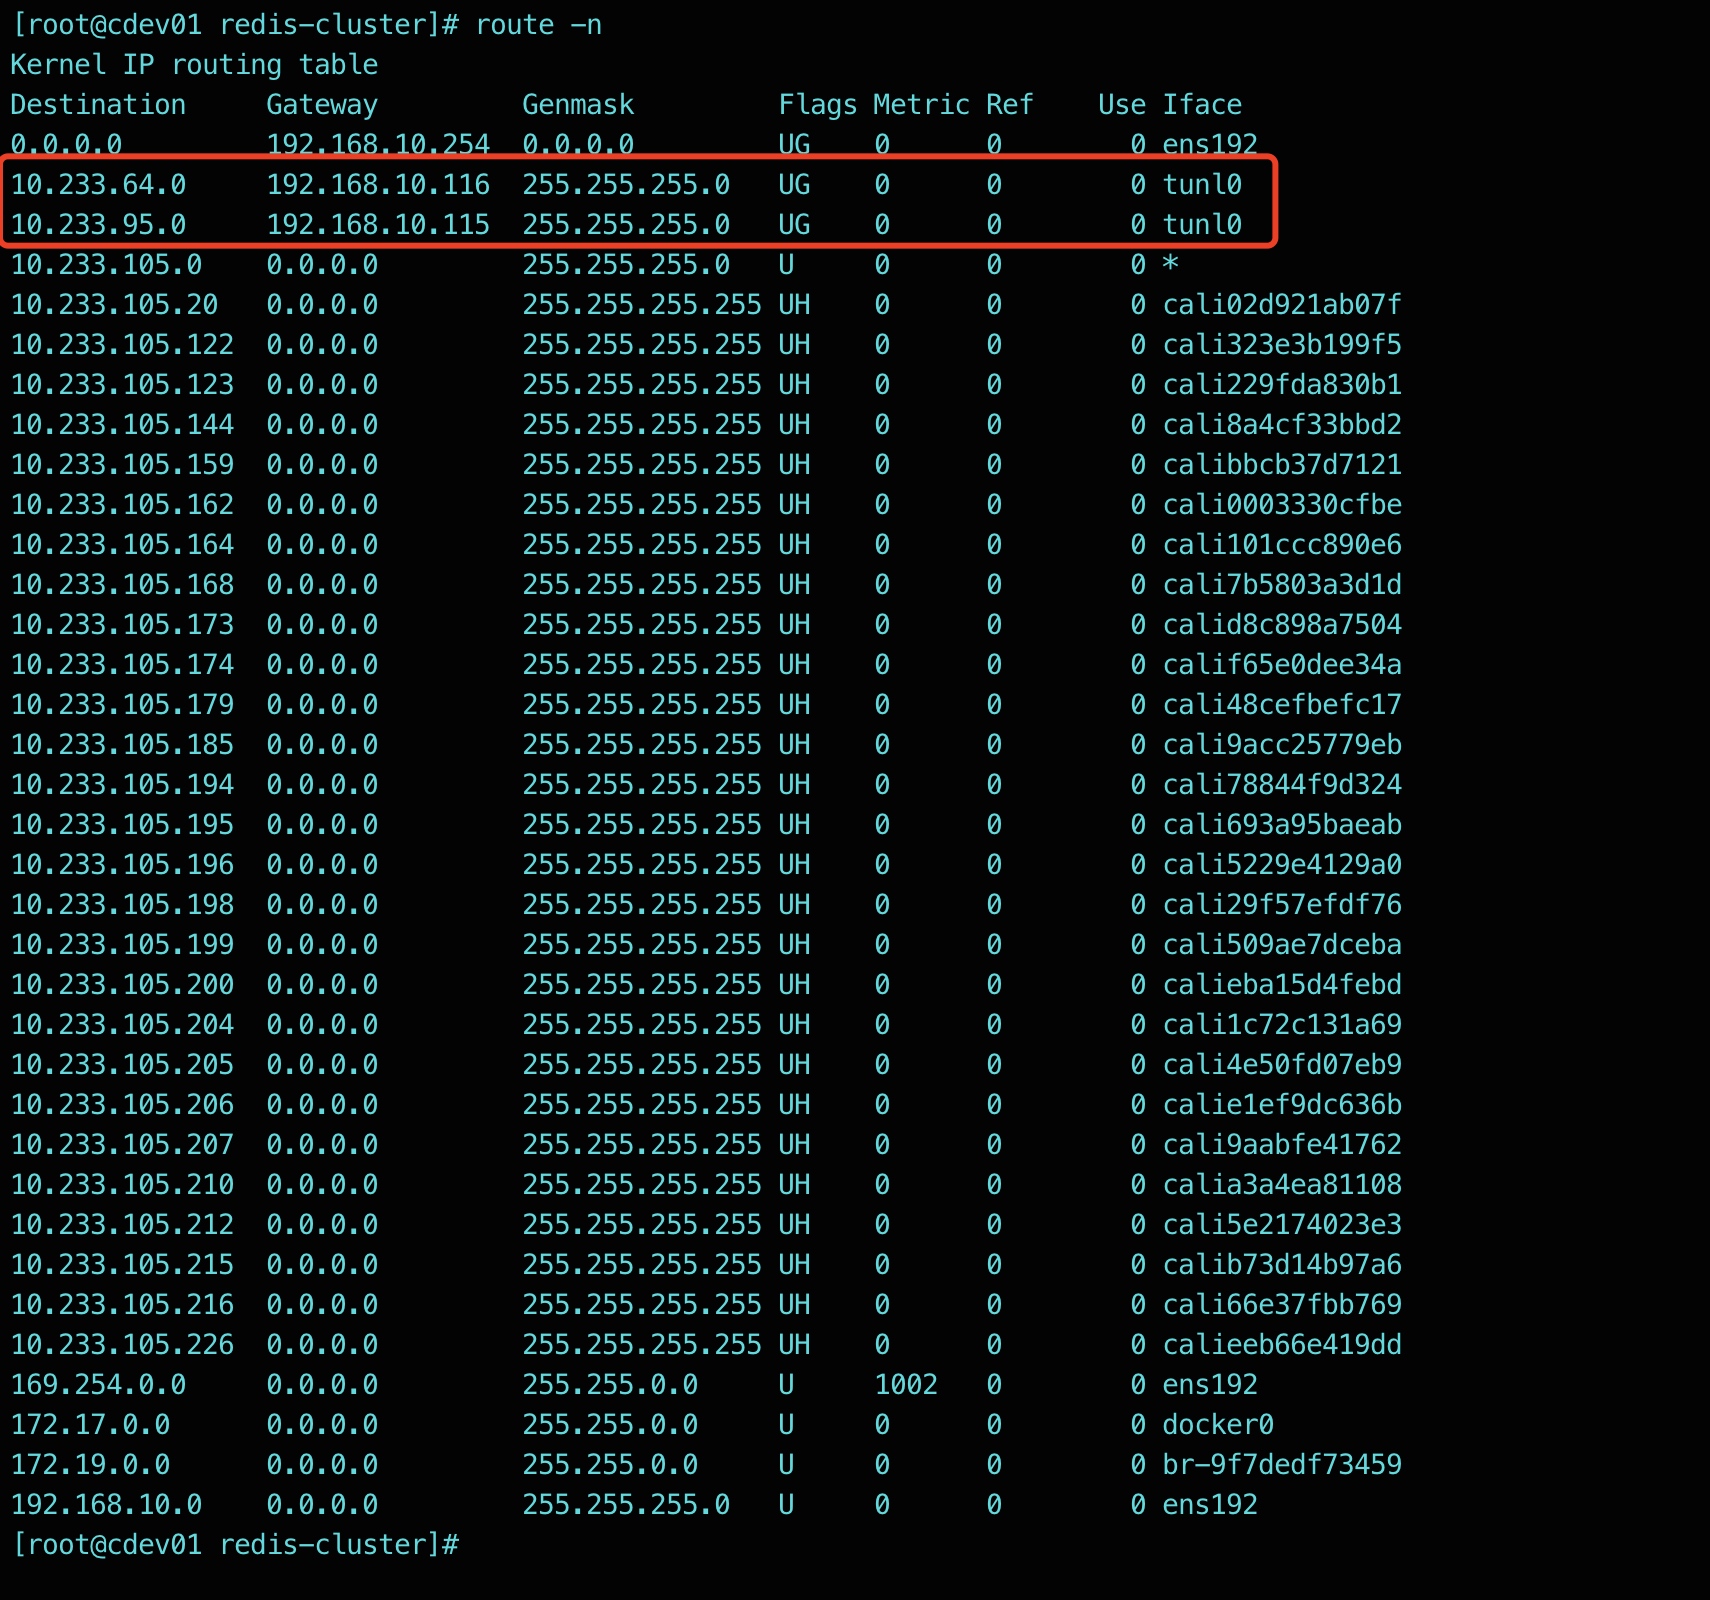 [root@cdev01 redis-cluster]# route -n
Kernel IP routing table
Destination     Gateway         Genmask         Flags Metric Ref    Use Iface
0.0.0.0         192.168.10.254  0.0.0.0         UG    0      0        0 ens192
10.233.64.0     192.168.10.116  255.255.255.0   UG    0      0        0 tunl0
10.233.95.0     192.168.10.115  255.255.255.0   UG    0      0        0 tunl0
10.233.105.0    0.0.0.0         255.255.255.0   U     0      0        0 *
10.233.105.20   0.0.0.0         255.255.255.255 UH    0      0        0 cali02d921ab07f
10.233.105.122  0.0.0.0         255.255.255.255 UH    0      0        0 cali323e3b199f5
10.233.105.123  0.0.0.0         255.255.255.255 UH    0      0        0 cali229fda830b1
10.233.105.144  0.0.0.0         255.255.255.255 UH    0      0        0 cali8a4cf33bbd2
10.233.105.159  0.0.0.0         255.255.255.255 UH    0      0        0 calibbcb37d7121
10.233.105.162  0.0.0.0         255.255.255.255 UH    0      0        0 cali0003330cfbe
10.233.105.164  0.0.0.0         255.255.255.255 UH    0      0        0 cali101ccc890e6
10.233.105.168  0.0.0.0         255.255.255.255 UH    0      0        0 cali7b5803a3d1d
10.233.105.173  0.0.0.0         255.255.255.255 UH    0      0        0 calid8c898a7504
10.233.105.174  0.0.0.0         255.255.255.255 UH    0      0        0 calif65e0dee34a
10.233.105.179  0.0.0.0         255.255.255.255 UH    0      0        0 cali48cefbefc17
10.233.105.185  0.0.0.0         255.255.255.255 UH    0      0        0 cali9acc25779eb
10.233.105.194  0.0.0.0         255.255.255.255 UH    0      0        0 cali78844f9d324
10.233.105.195  0.0.0.0         255.255.255.255 UH    0      0        0 cali693a95baeab
10.233.105.196  0.0.0.0         255.255.255.255 UH    0      0        0 cali5229e4129a0
10.233.105.198  0.0.0.0         255.255.255.255 UH    0      0        0 cali29f57efdf76
10.233.105.199  0.0.0.0         255.255.255.255 UH    0      0        0 cali509ae7dceba
10.233.105.200  0.0.0.0         255.255.255.255 UH    0      0        0 calieba15d4febd
10.233.105.204  0.0.0.0         255.255.255.255 UH    0      0        0 cali1c72c131a69
10.233.105.205  0.0.0.0         255.255.255.255 UH    0      0        0 cali4e50fd07eb9
10.233.105.206  0.0.0.0         255.255.255.255 UH    0      0        0 calie1ef9dc636b
10.233.105.207  0.0.0.0         255.255.255.255 UH    0      0        0 cali9aabfe41762
10.233.105.210  0.0.0.0         255.255.255.255 UH    0      0        0 calia3a4ea81108
10.233.105.212  0.0.0.0         255.255.255.255 UH    0      0        0 cali5e2174023e3
10.233.105.215  0.0.0.0         255.255.255.255 UH    0      0        0 calib73d14b97a6
10.233.105.216  0.0.0.0         255.255.255.255 UH    0      0        0 cali66e37fbb769
10.233.105.226  0.0.0.0         255.255.255.255 UH    0      0        0 calieeb66e419dd
169.254.0.0     0.0.0.0         255.255.0.0     U     1002   0        0 ens192
172.17.0.0      0.0.0.0         255.255.0.0     U     0      0        0 docker0
172.19.0.0      0.0.0.0         255.255.0.0     U     0      0        0 br-9f7dedf73459
192.168.10.0    0.0.0.0         255.255.255.0   U     0      0        0 ens192
[root@cdev01 redis-cluster]#